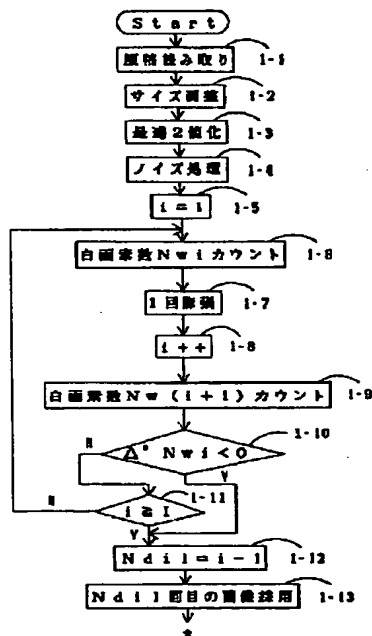 Start
原稿読み取り 1-1
サイズ調整 1-2
最適2値化 1-3
ノイズ処理 1-4
i=1 1-5
白画素数Nwiカウント 1-6
1回膨張 1-7
i++ 1-8
白画素数Nw(i+1)カウント 1-9
△°Nwi<0 1-10
N
Y
i≧I 1-11
N
Y
Ndil=i-1 1-12
Ndil回目の画像採用 1-13